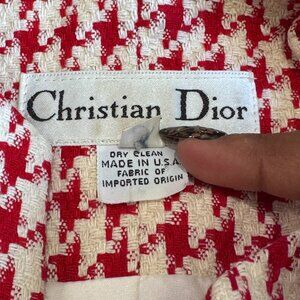 Christian Dior
DRY CLEAN
MADE IN U.S.A.
FABRIC OF
IMPORTED ORIGIN